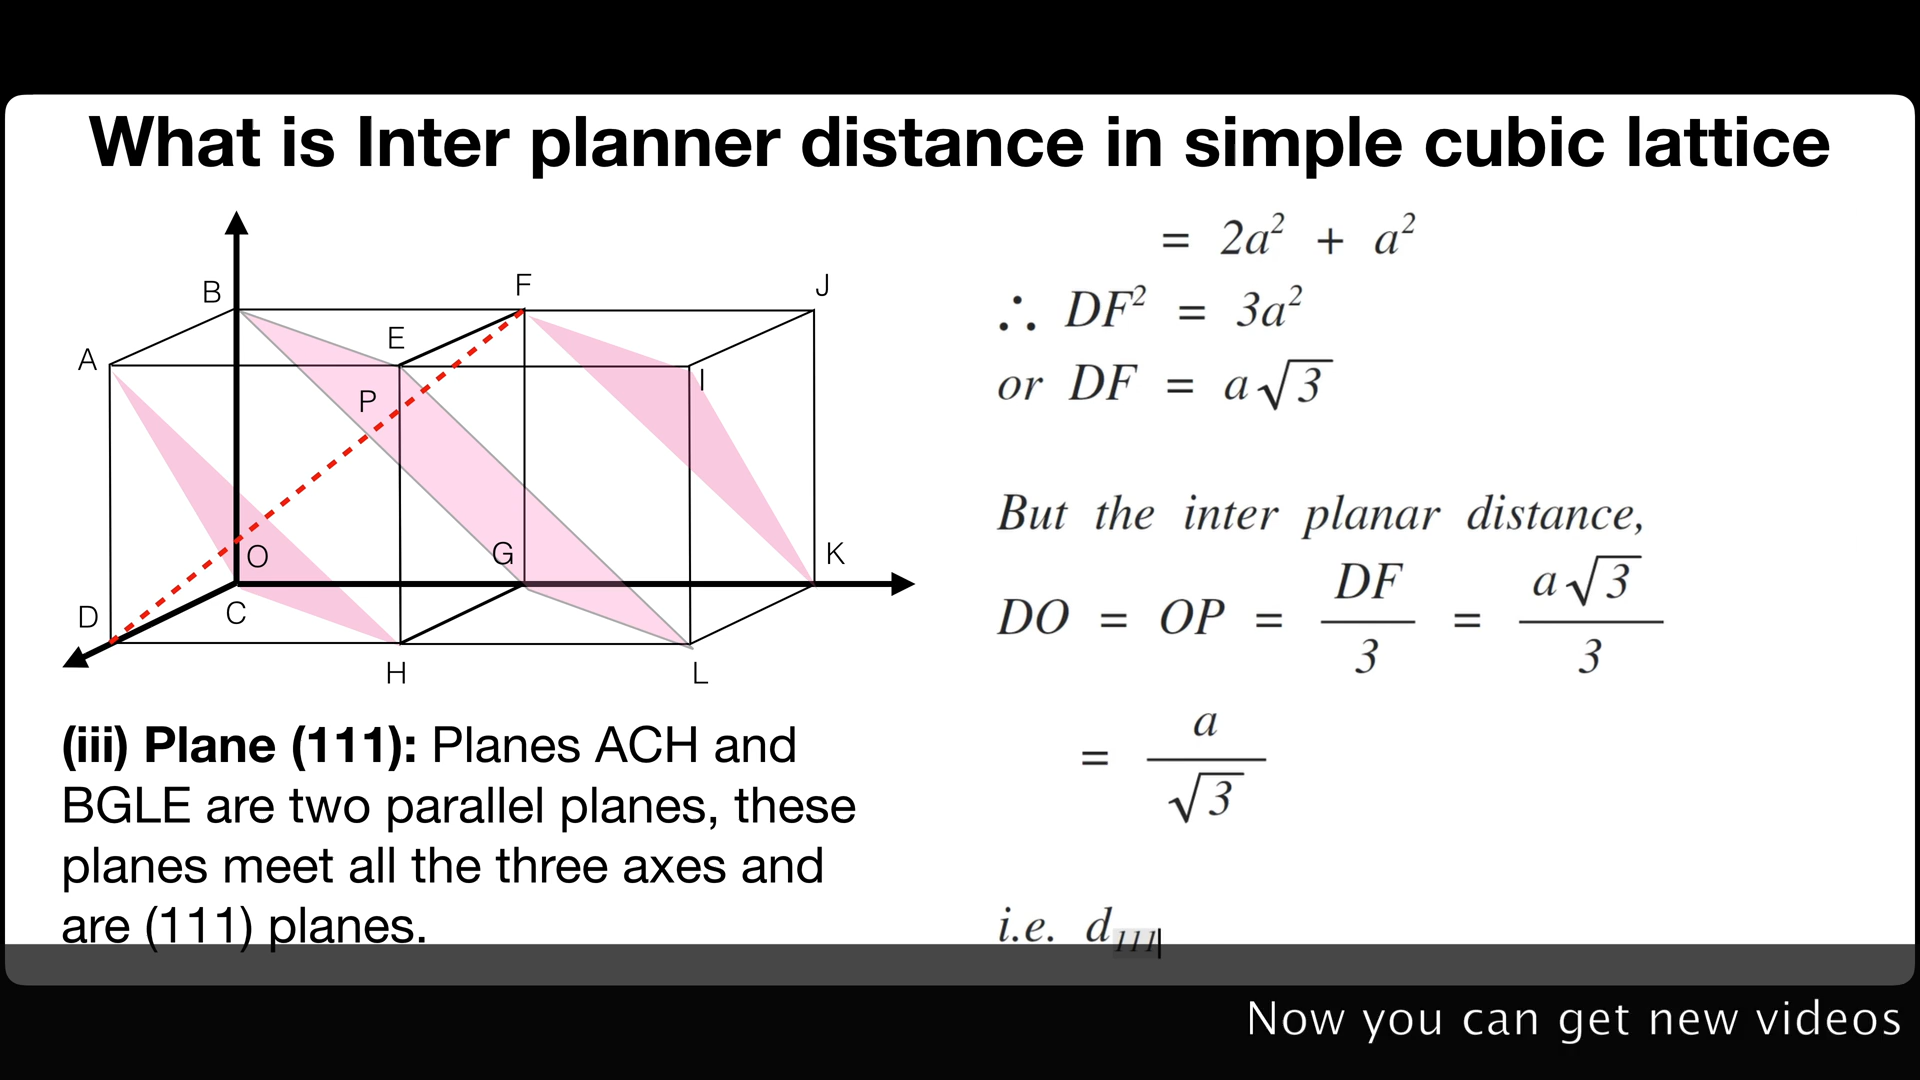 What is Inter planner distance in simple cubic lattice
B
F
J
E
A
P
I
O
G
K
D
C
H
L
(iii) Plane (111): Planes ACH and
BGLE are two parallel planes, these
planes meet all the three axes and
are (111) planes.
= 2a² + a²
∴ DF² = 3a²
or DF = a√3
But the inter planar distance,
DO = OP = DF/3 = a√3/3
= a/√3
i.e. d₁₁₁
Now you can get new videos